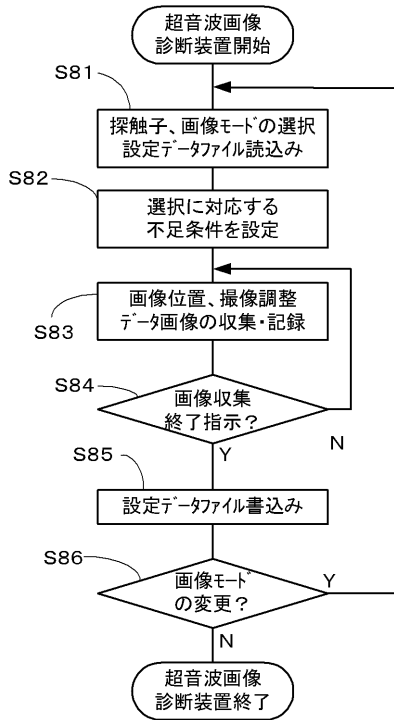 超音波画像
診断装置開始
S81
探触子、画像ﾓｰﾄﾞの選択
設定ﾃﾞｰﾀﾌｧｲﾙ読込み
S82
選択に対応する
不足条件を設定
S83
画像位置、撮像調整
ﾃﾞｰﾀ画像の収集・記録
S84
画像収集
終了指示？
N
Y
S85
設定ﾃﾞｰﾀﾌｧｲﾙ書込み
S86
画像ﾓｰﾄﾞ
の変更？
Y
N
超音波画像
診断装置終了